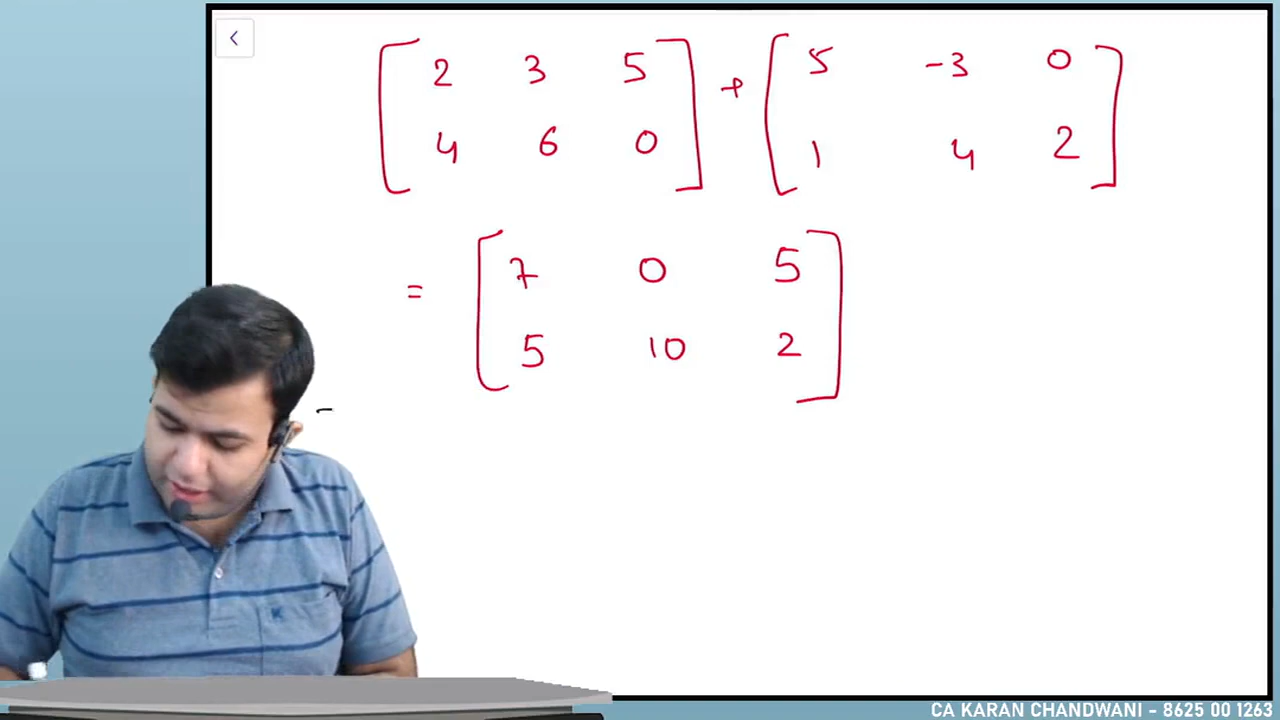 [2 3 5] + [5 -3 0]
[4 6 0] [1 4 2]
= [7 0 5]
[5 10 2]
-
CA KARAN CHANDWANI - 8625 00 1263